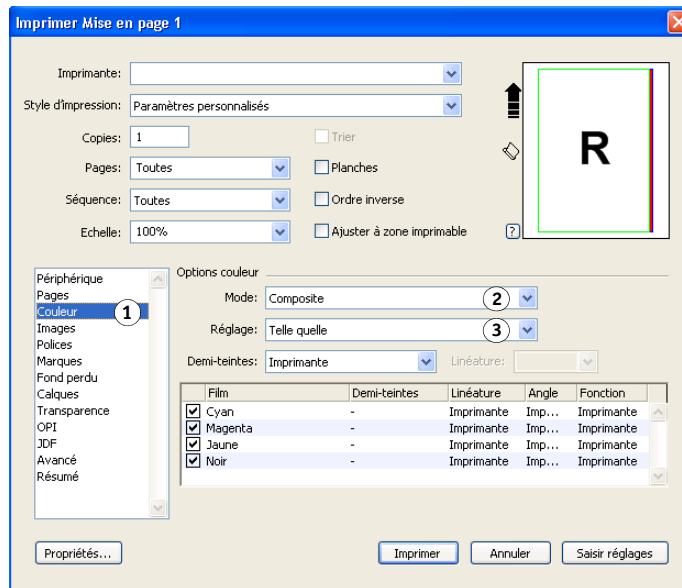 Imprimer Mise en page 1
Imprimante:
Style d'impression: Paramètres personnalisés
Copies: 1 Trier
Pages: Toutes Planches
Séquence: Toutes Ordre inverse
Echelle: 100% Ajuster à zone imprimable ?
R
Périphérique
Pages
Couleur 1
Images
Polices
Marques
Fond perdu
Calques
Transparence
OPI
JDF
Avancé
Résumé
Options couleur
Mode: Composite 2
Réglage: Telle quelle 3
Demi-teintes: Imprimante Linéature:
Film Demi-teintes Linéature Angle Fonction
Cyan - Imprimante Imp... Imprimante
Magenta - Imprimante Imp... Imprimante
Jaune - Imprimante Imp... Imprimante
Noir - Imprimante Imp... Imprimante
Propriétés... Imprimer Annuler Saisir réglages